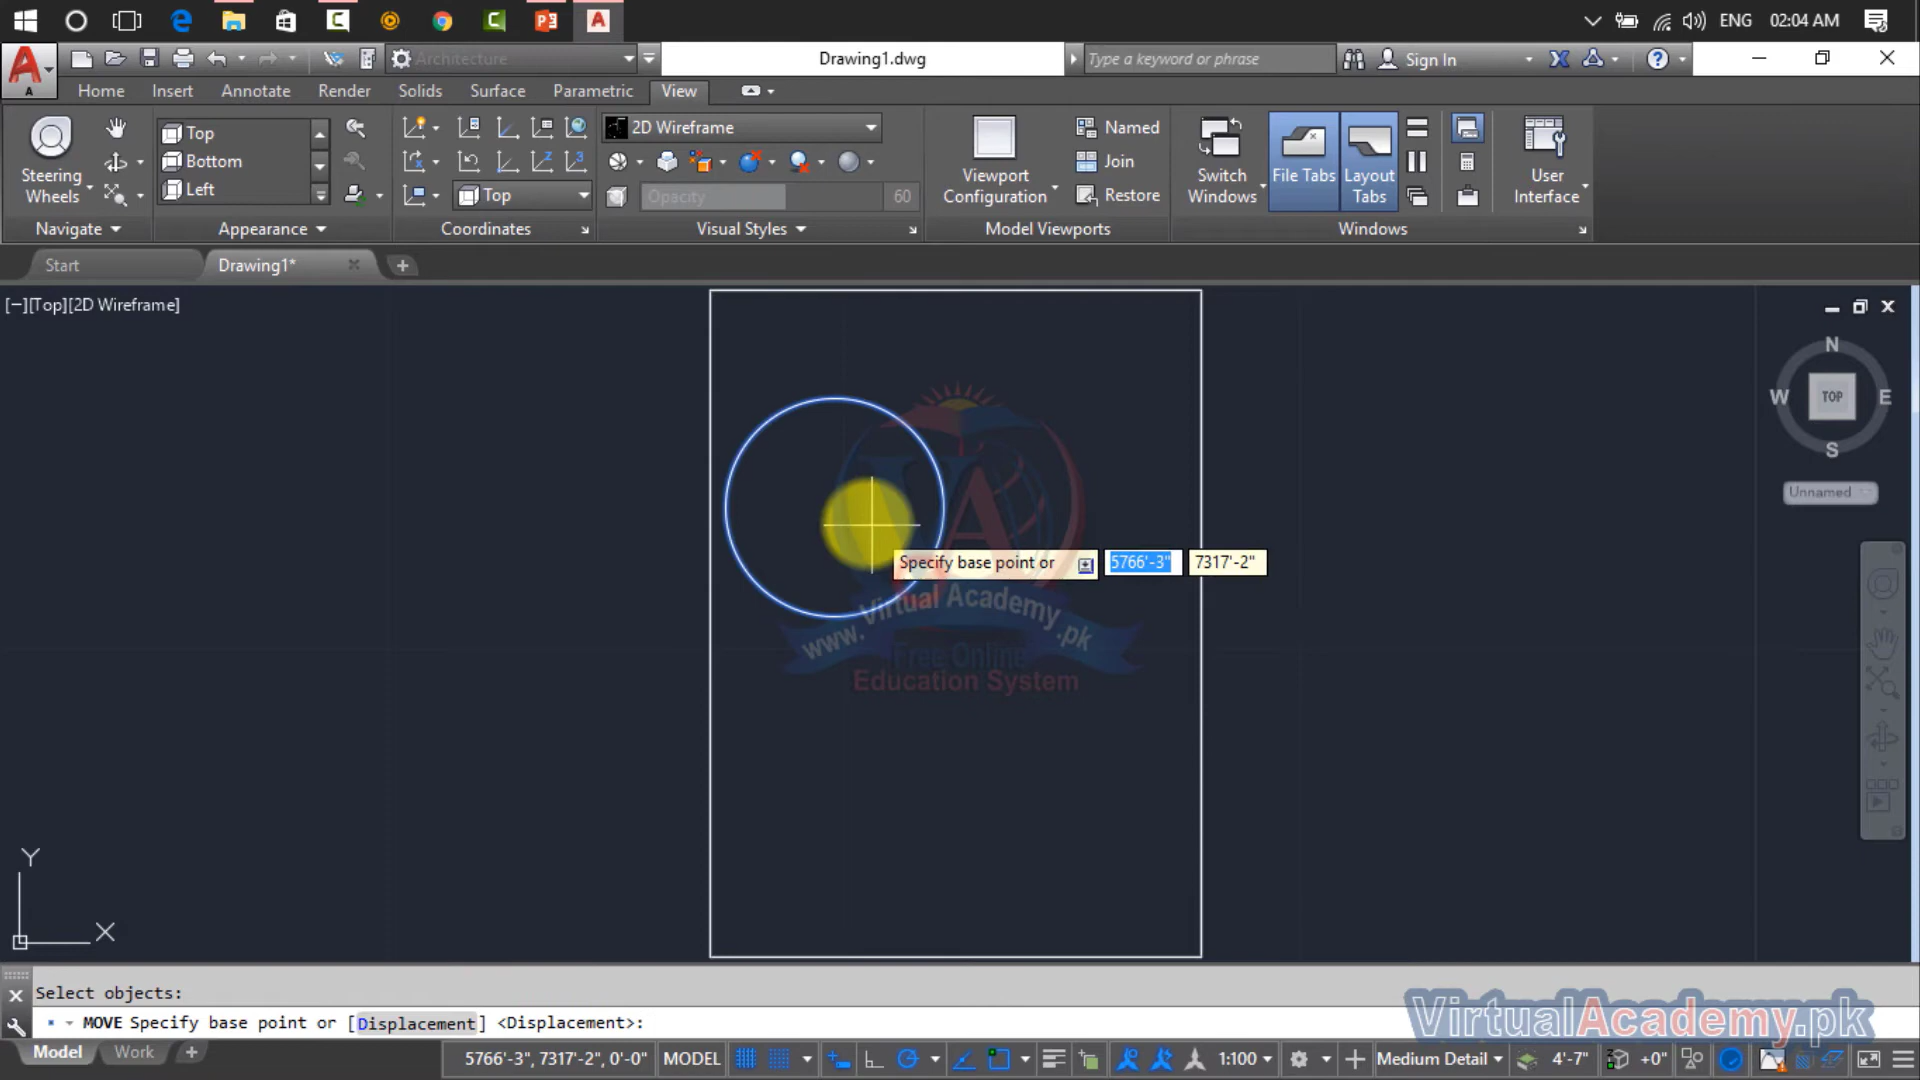 ENG 02:04 AM
Architecture
Drawing1.dwg
Type a keyword or phrase
Sign In
Home Insert Annotate Render Solids Surface Parametric View
Steering Wheels
Top
Bottom
Left
Top
2D Wireframe
Opacity 60
Viewport Configuration
Named
Join
Restore
Switch Windows
File Tabs
Layout Tabs
User Interface
Navigate Appearance Coordinates Visual Styles Model Viewports Windows
Start Drawing1*
[−][Top][2D Wireframe]
N
W TOP E
S
Unnamed
VA
Specify base point or 5766'-3" 7317'-2"
www.Virtual Academy.pk
Free Online
Education System
Y
X
Select objects:
MOVE Specify base point or [Displacement] <Displacement>:
VirtualAcademy.pk
Model Work
5766'-3", 7317'-2", 0'-0" MODEL 1:100 Medium Detail 4'-7" +0"